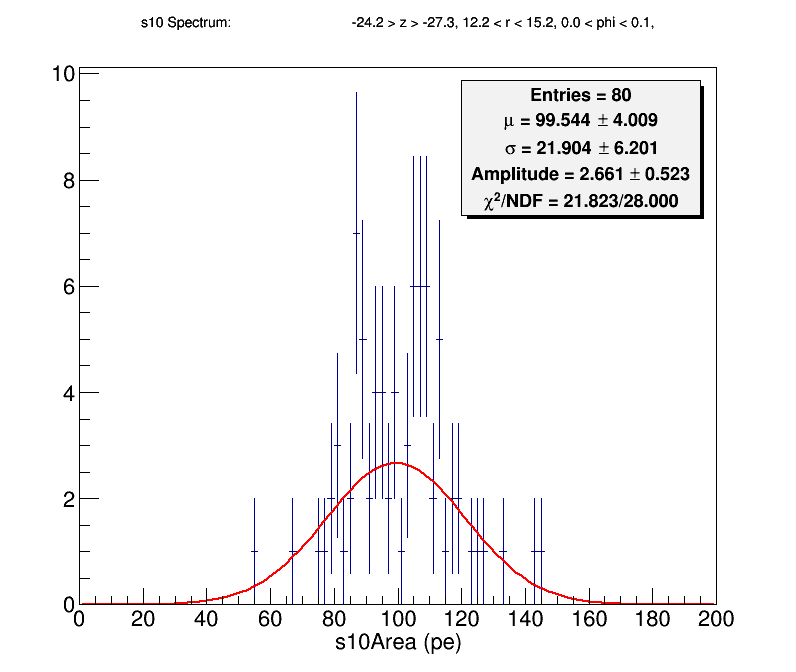 s10 Spectrum: -24.2 > z > -27.3, 12.2 < r < 15.2, 0.0 < phi < 0.1,
Entries = 80
μ = 99.544 ± 4.009
σ = 21.904 ± 6.201
Amplitude = 2.661 ± 0.523
χ²/NDF = 21.823/28.000
10
8
6
4
2
0
0 20 40 60 80 100 120 140 160 180 200
s10Area (pe)